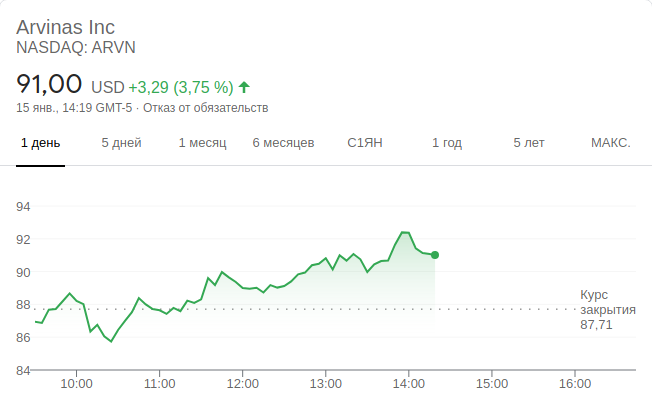 Arvinas Inc
NASDAQ: ARVN
91,00 USD +3,29 (3,75 %)
15 янв., 14:19 GMT-5 · Отказ от обязательств
1 день 5 дней 1 месяц 6 месяцев С1ЯН 1 год 5 лет МАКС.
94
92
90
88
86
84
Курс
закрытия
87,71
10:00 11:00 12:00 13:00 14:00 15:00 16:00